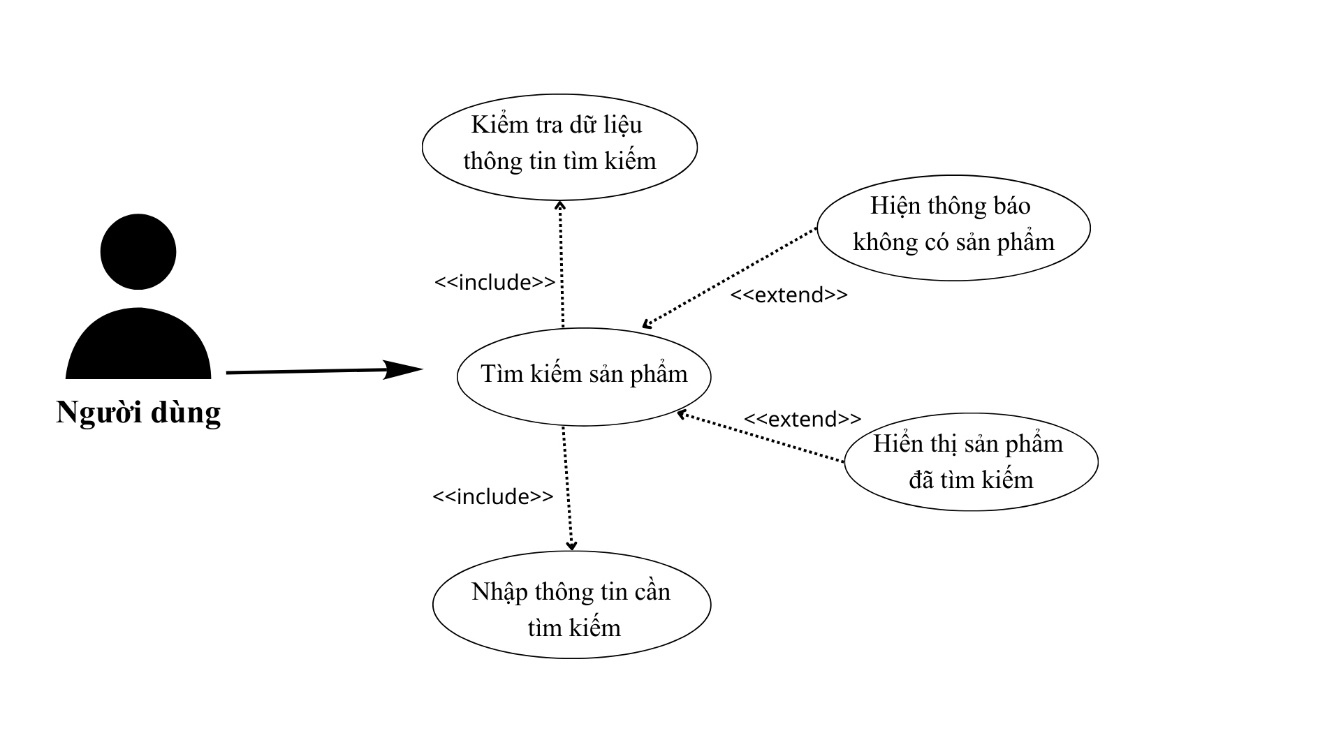 Kiểm tra dữ liệu
thông tin tìm kiếm
Hiện thông báo
không có sản phẩm
<<include>>
<<extend>>
Tìm kiếm sản phẩm
Người dùng
<<extend>>
Hiển thị sản phẩm
đã tìm kiếm
<<include>>
Nhập thông tin cần
tìm kiếm